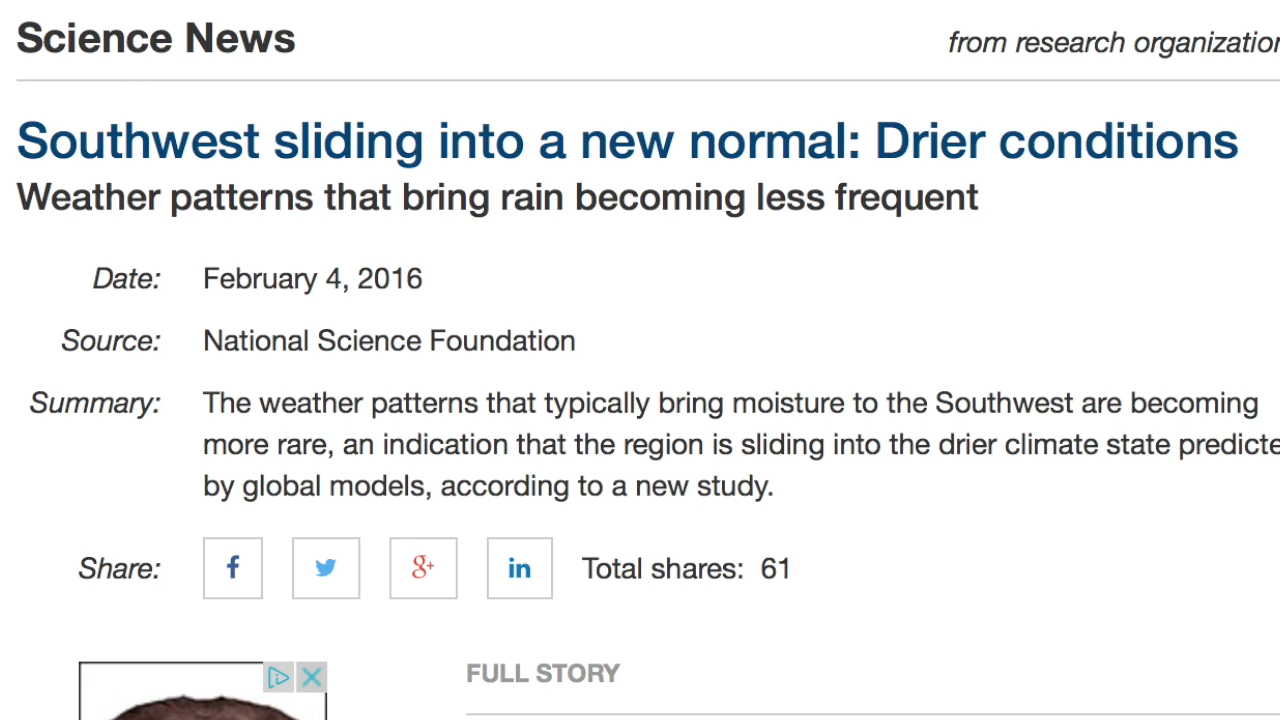 Science News
from research organization
Southwest sliding into a new normal: Drier conditions
Weather patterns that bring rain becoming less frequent
Date: February 4, 2016
Source: National Science Foundation
Summary: The weather patterns that typically bring moisture to the Southwest are becoming
more rare, an indication that the region is sliding into the drier climate state predicte
by global models, according to a new study.
Share: f g+ in Total shares: 61
FULL STORY